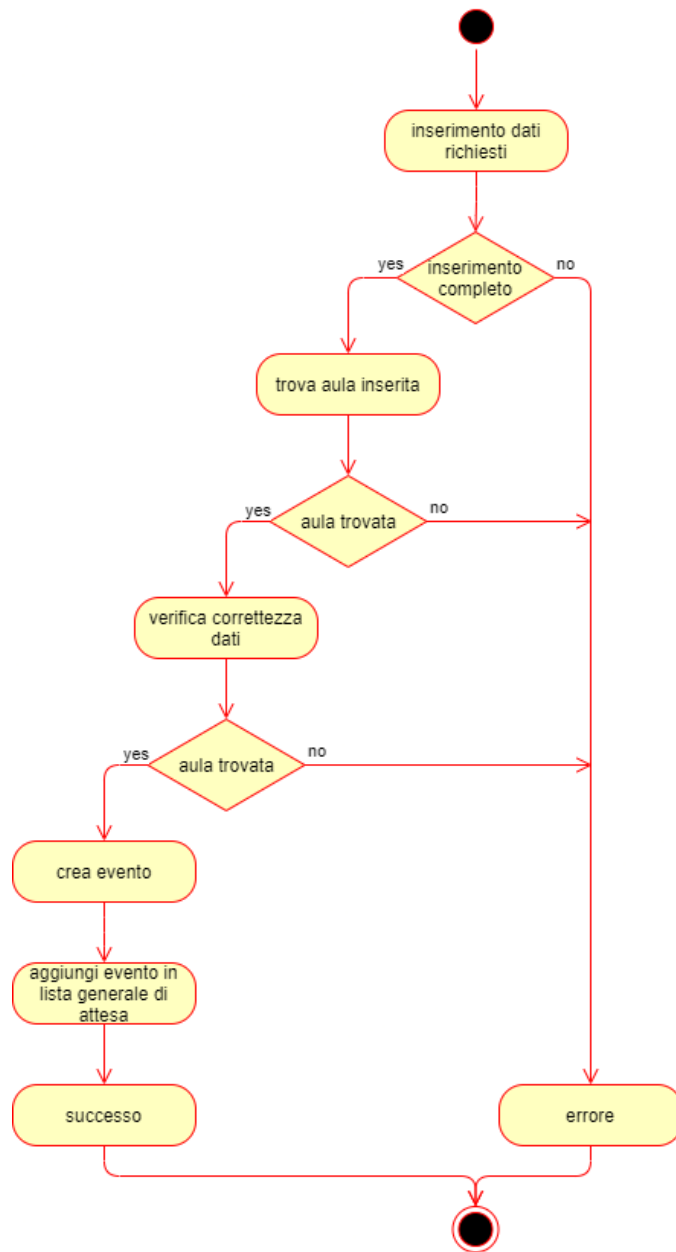 inserimento dati
richiesti
yes
inserimento
completo
no
trova aula inserita
yes
aula trovata
no
verifica correttezza
dati
yes
aula trovata
no
crea evento
aggiungi evento in
lista generale di
attesa
successo
errore